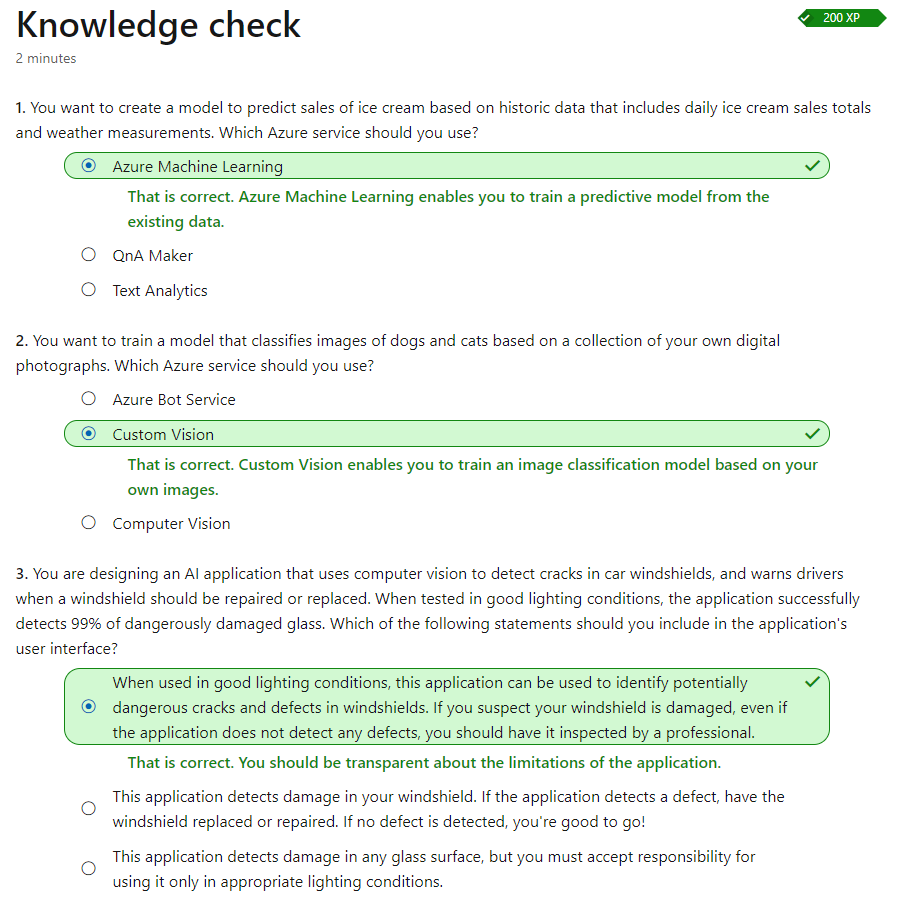 Knowledge check
200 XP
2 minutes
1. You want to create a model to predict sales of ice cream based on historic data that includes daily ice cream sales totals
and weather measurements. Which Azure service should you use?
Azure Machine Learning
That is correct. Azure Machine Learning enables you to train a predictive model from the
existing data.
QnA Maker
Text Analytics
2. You want to train a model that classifies images of dogs and cats based on a collection of your own digital
photographs. Which Azure service should you use?
Azure Bot Service
Custom Vision
That is correct. Custom Vision enables you to train an image classification model based on your
own images.
Computer Vision
3. You are designing an AI application that uses computer vision to detect cracks in car windshields, and warns drivers
when a windshield should be repaired or replaced. When tested in good lighting conditions, the application successfully
detects 99% of dangerously damaged glass. Which of the following statements should you include in the application's
user interface?
When used in good lighting conditions, this application can be used to identify potentially
dangerous cracks and defects in windshields. If you suspect your windshield is damaged, even if
the application does not detect any defects, you should have it inspected by a professional.
That is correct. You should be transparent about the limitations of the application.
This application detects damage in your windshield. If the application detects a defect, have the
windshield replaced or repaired. If no defect is detected, you're good to go!
This application detects damage in any glass surface, but you must accept responsibility for
using it only in appropriate lighting conditions.